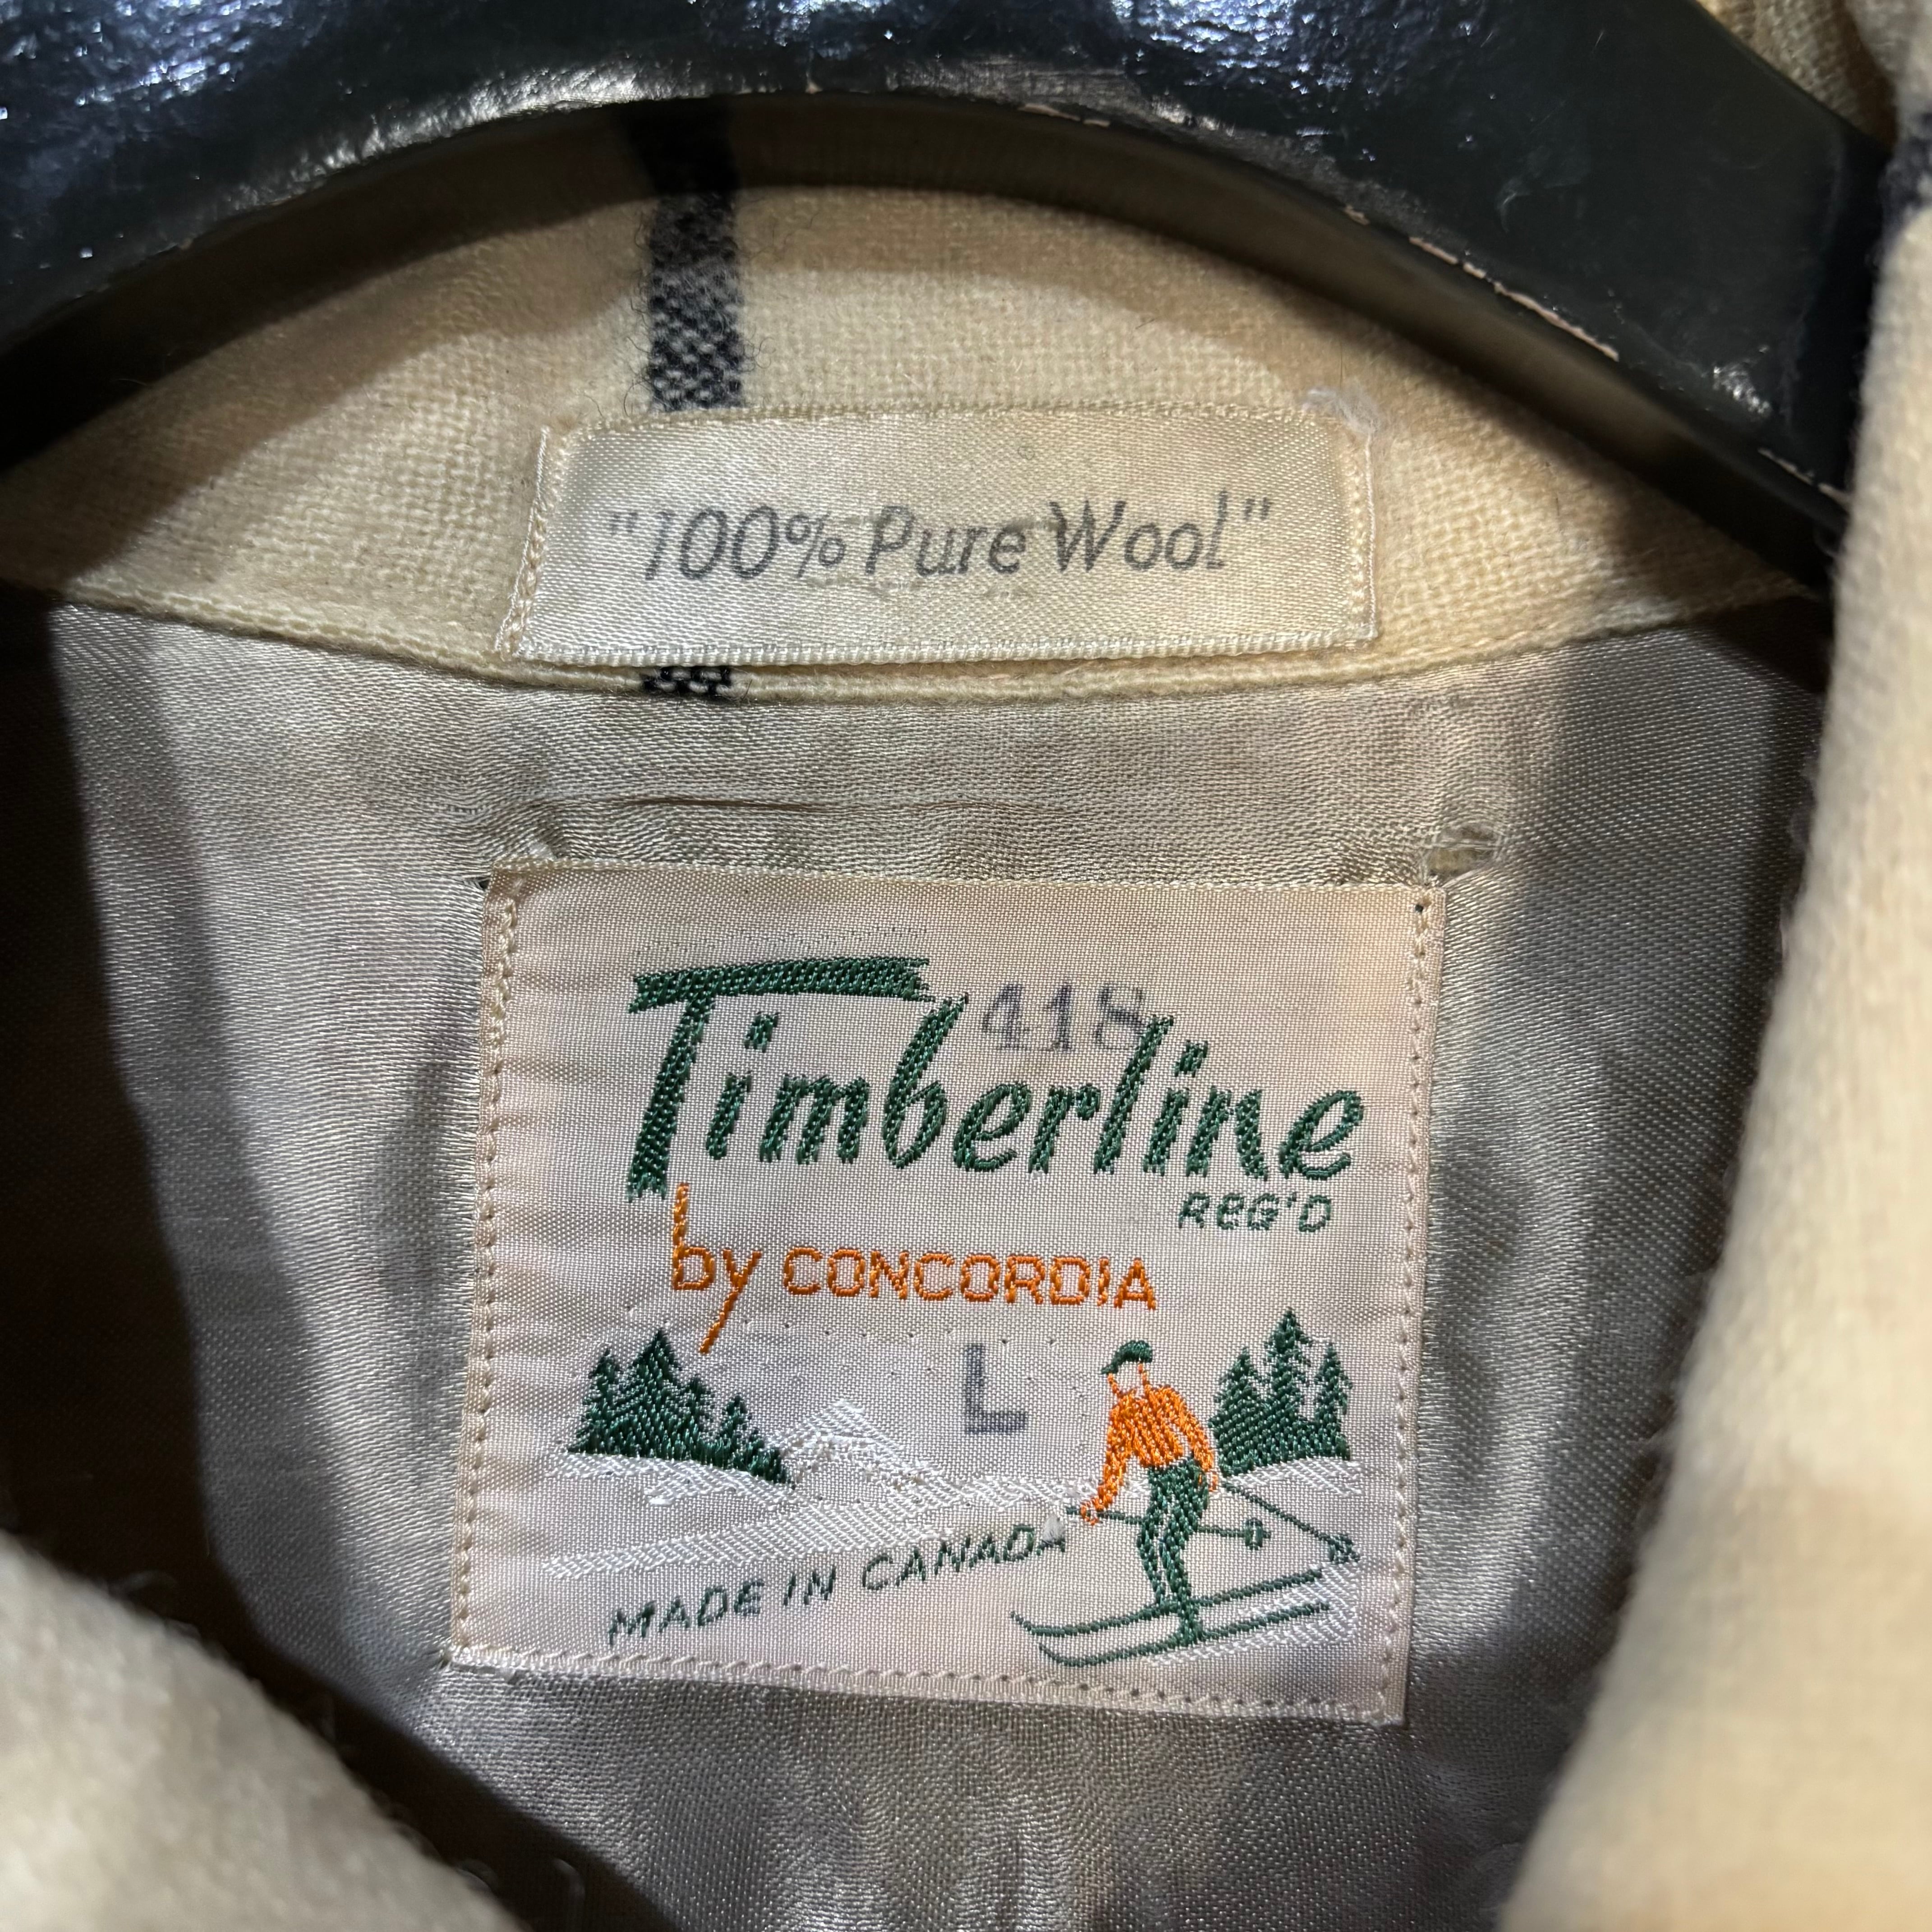 "100% Pure Wool"
418
Timberline
REG'D
by CONCORDIA
L
MADE IN CANADA